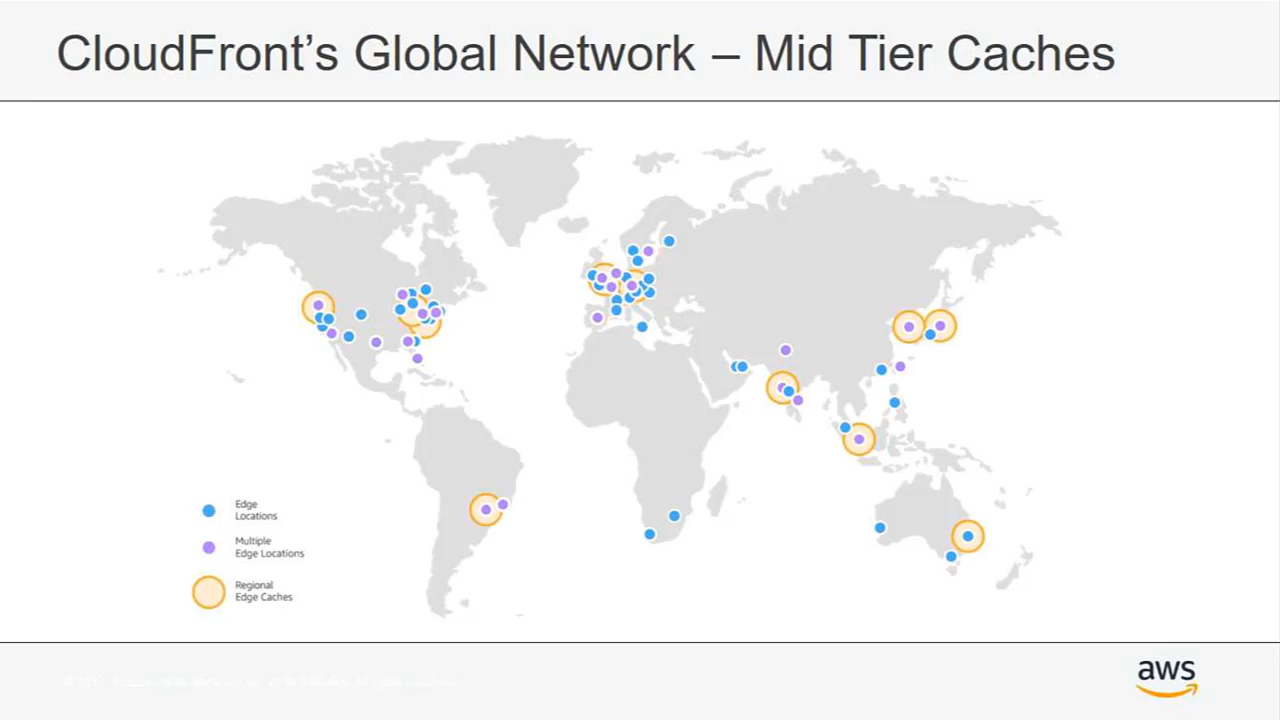 CloudFront’s Global Network – Mid Tier Caches
Edge
Locations
Multiple
Edge Locations
Regional
Edge Caches
aws